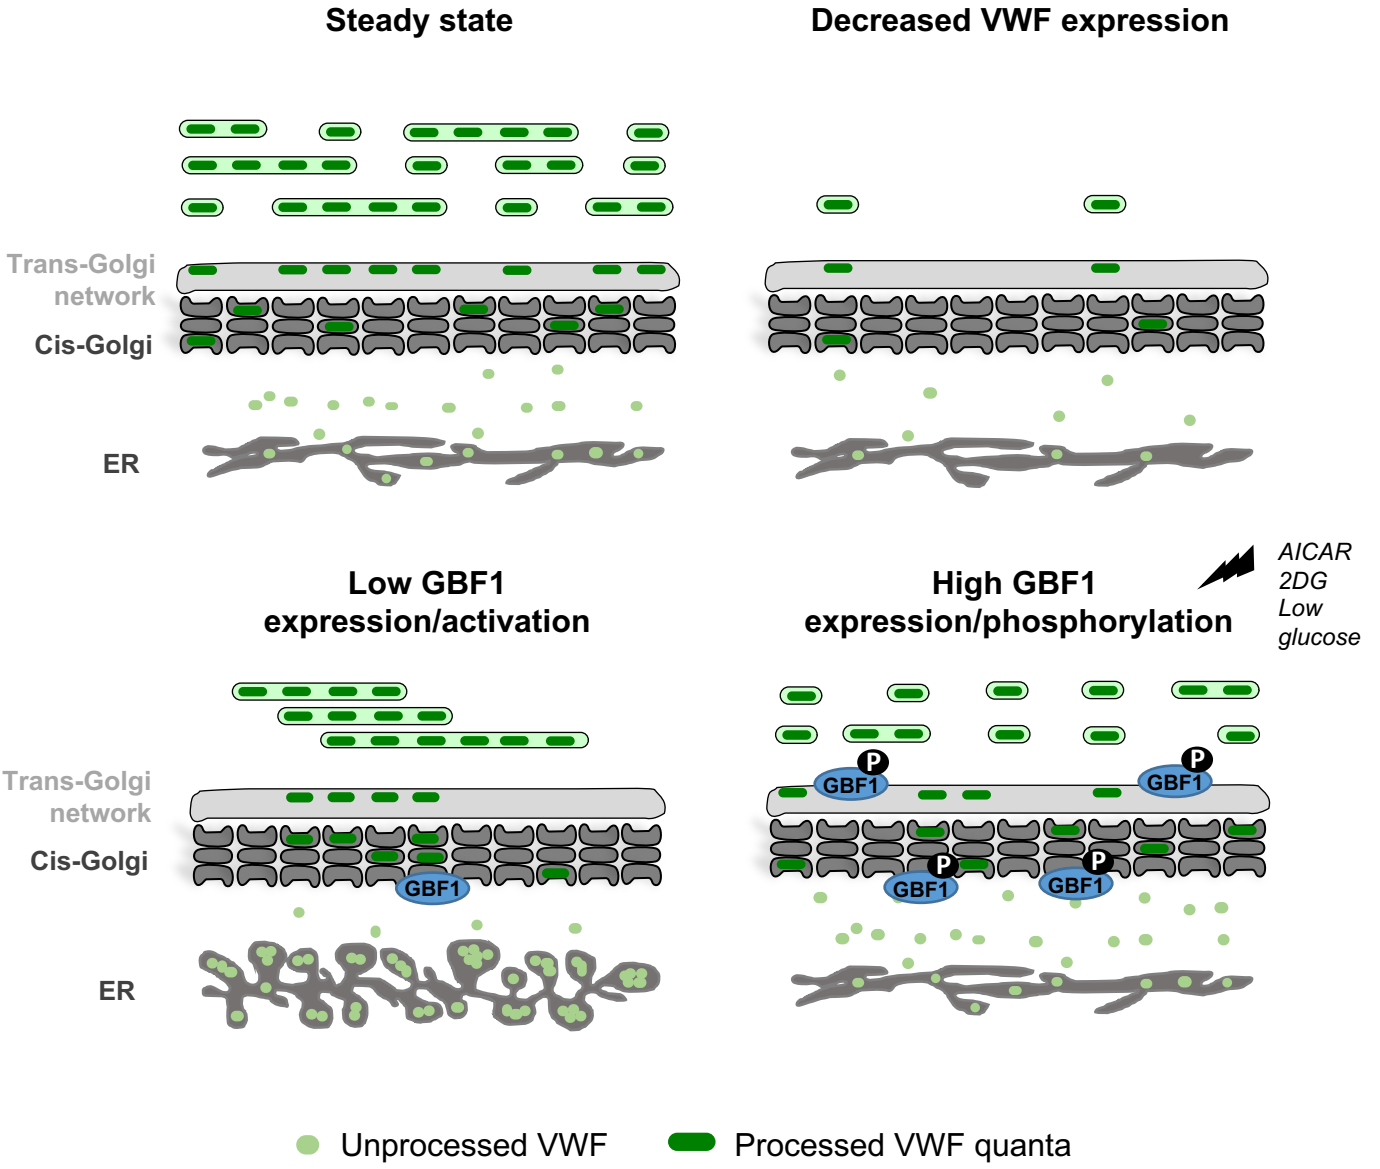 Steady state
Decreased VWF expression
Trans-Golgi
network
Cis-Golgi
ER
AICAR
2DG
Low
glucose
Low GBF1
expression/activation
High GBF1
expression/phosphorylation
Trans-Golgi
network
Cis-Golgi
ER
GBF1
P
GBF1
P
GBF1
P
GBF1
P
GBF1
Unprocessed VWF
Processed VWF quanta